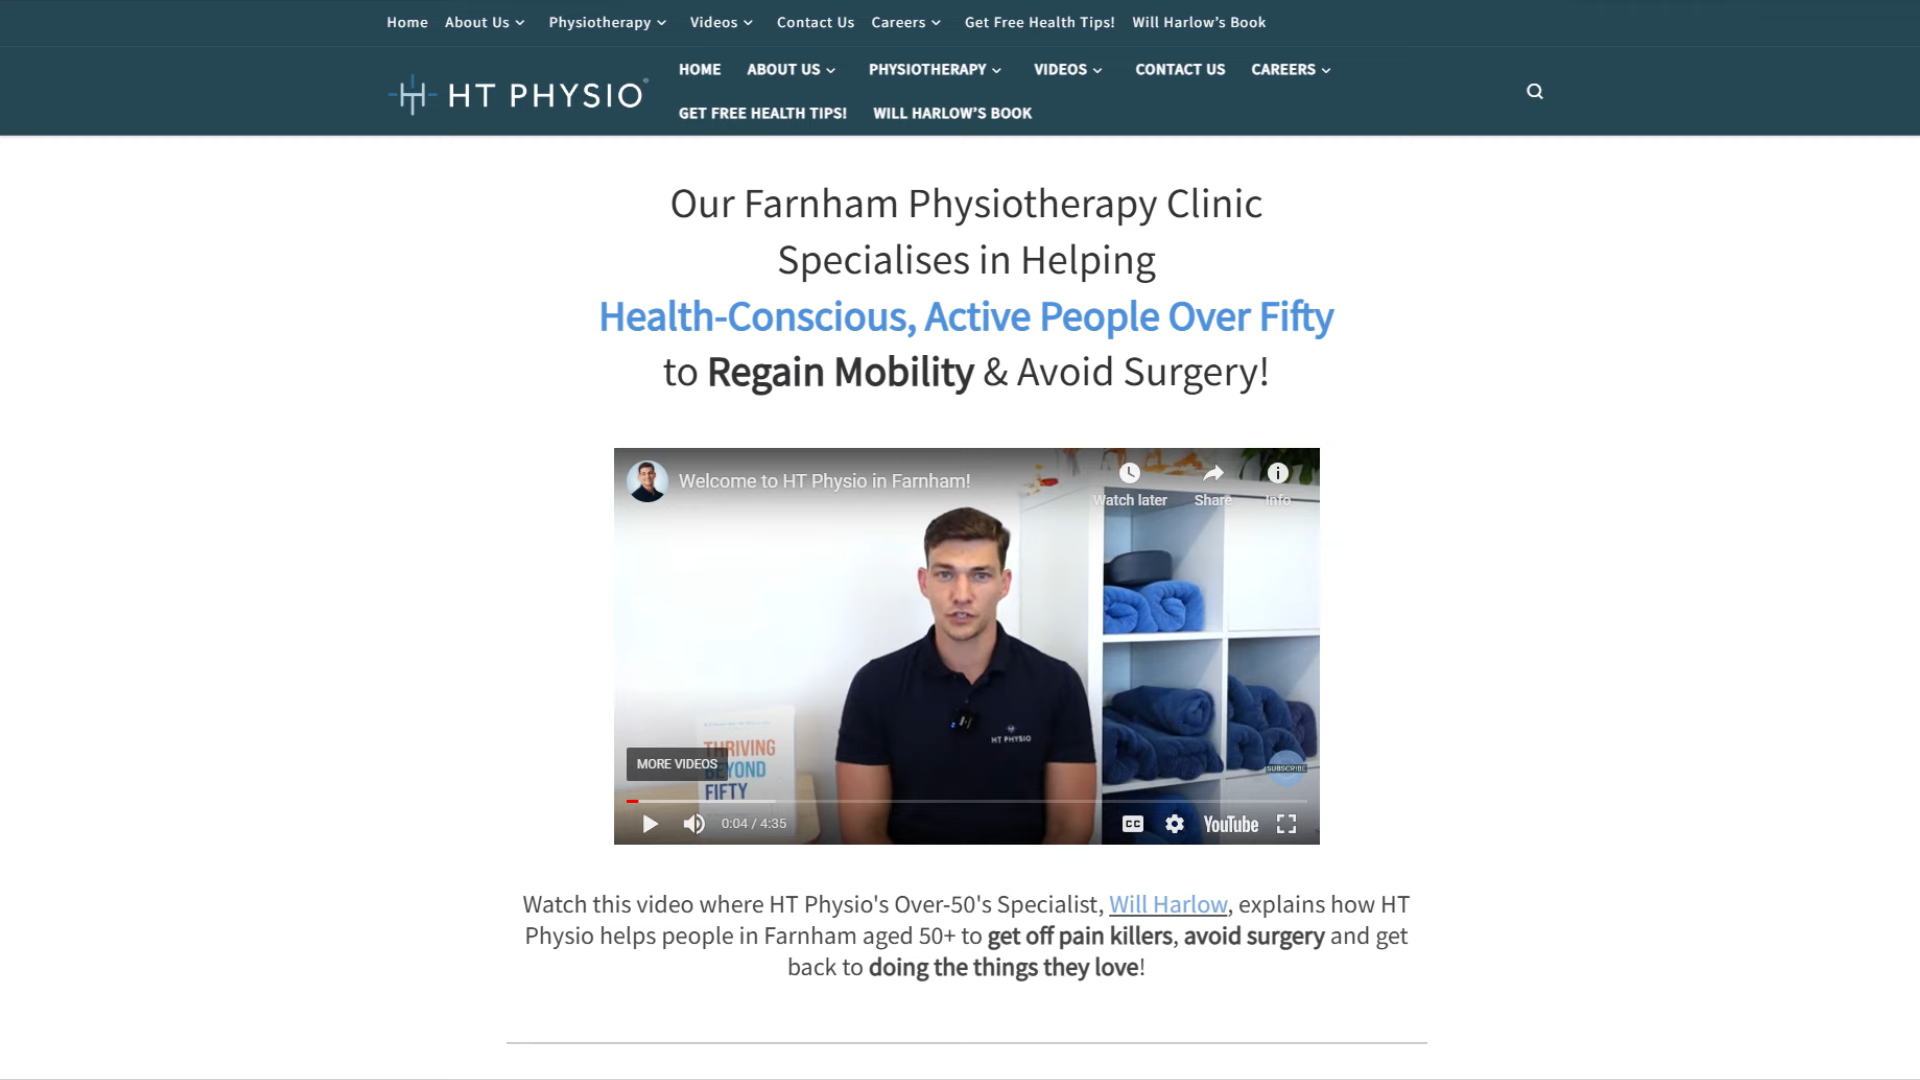 Home About Us Physiotherapy Videos Contact Us Careers Get Free Health Tips! Will Harlow's Book
HT PHYSIO
HOME ABOUT US PHYSIOTHERAPY VIDEOS CONTACT US CAREERS
GET FREE HEALTH TIPS! WILL HARLOW'S BOOK
Our Farnham Physiotherapy Clinic
Specialises in Helping
Health-Conscious, Active People Over Fifty
to Regain Mobility & Avoid Surgery!
Welcome to HT Physio in Farnham!
Watch later Share Info
HT PHYSIO
THRIVING
BEYOND
FIFTY
MORE VIDEOS
SUBSCRIBE
0:04 / 4:35
CC
YouTube
Watch this video where HT Physio's Over-50's Specialist, Will Harlow, explains how HT
Physio helps people in Farnham aged 50+ to get off pain killers, avoid surgery and get
back to doing the things they love!